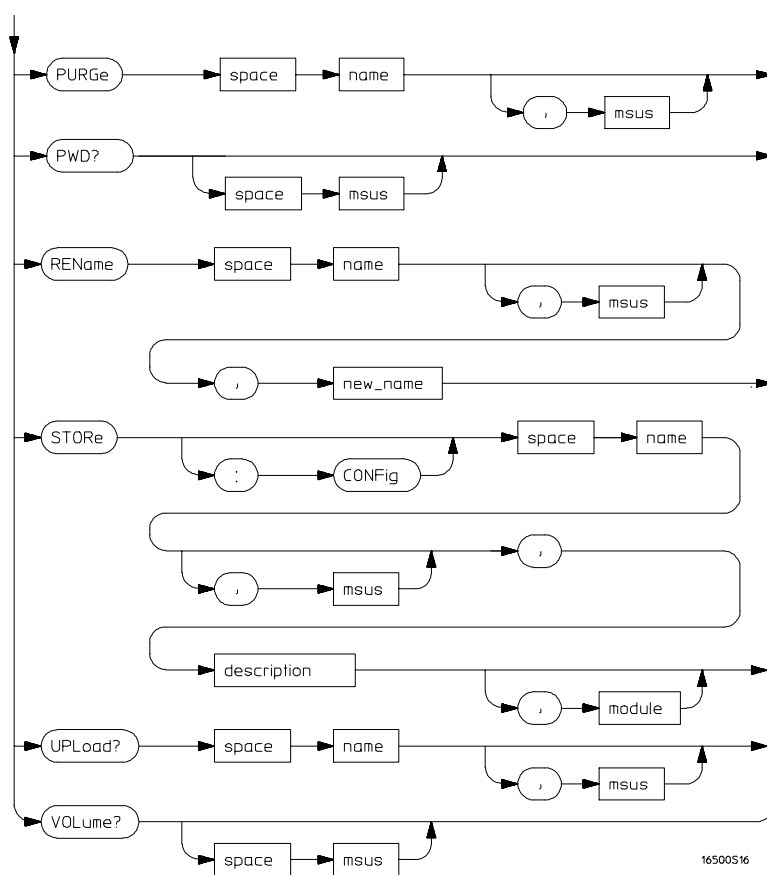 PURGe space name
, msus
PWD?
space msus
REName space name
, msus
, new_name
STORe space name
: CONFig
,
, msus
description
, module
UPLoad? space name
, msus
VOLume?
space msus
16500S16